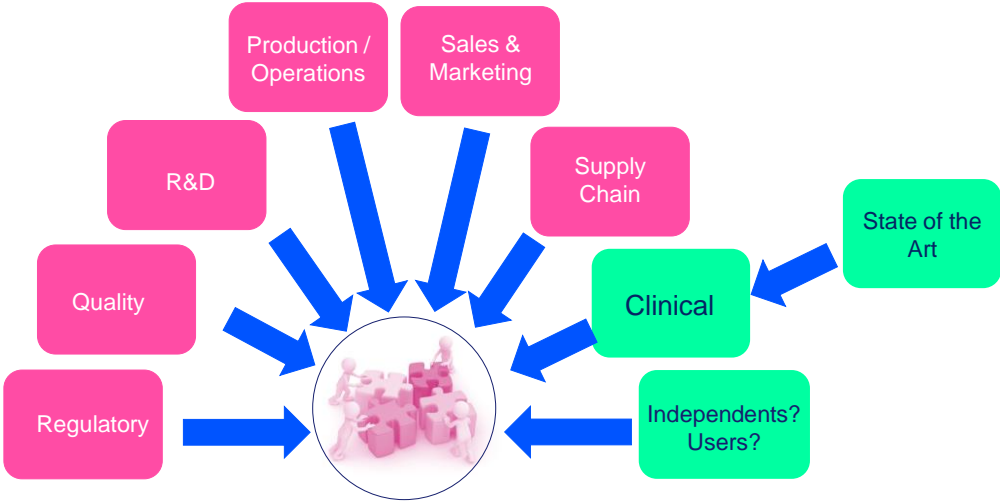 Production /
Operations
Sales &
Marketing
R&D
Supply
Chain
State of the
Art
Quality
Clinical
Regulatory
Independents?
Users?